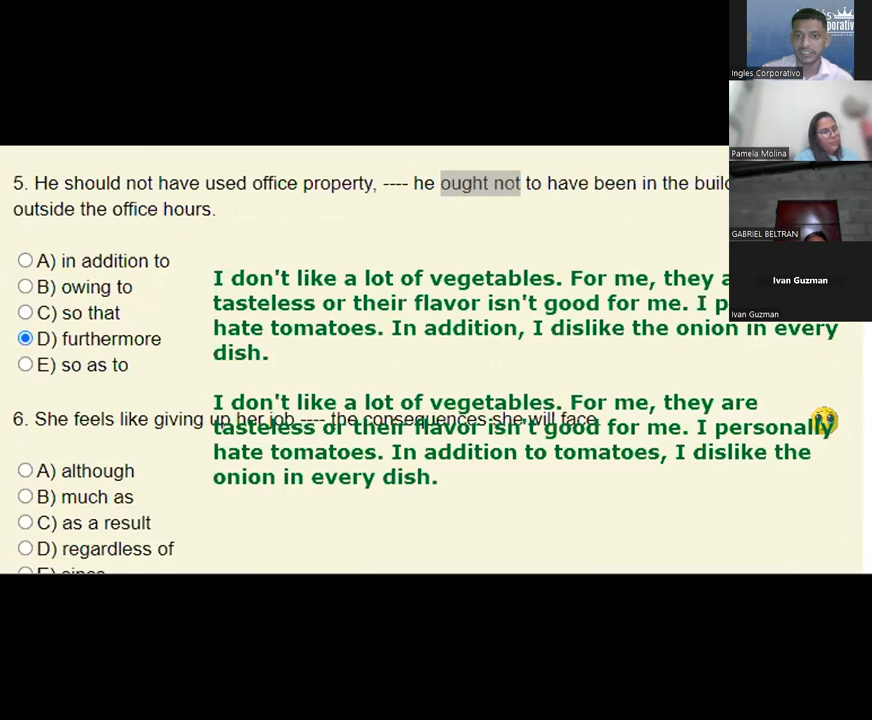 Ingles Corporativo
Pamela Molina
GABRIEL BELTRAN
Ivan Guzman
Ivan Guzman
5. He should not have used office property, ---- he ought not to have been in the
outside the office hours.
A) in addition to
B) owing to
C) so that
D) furthermore
E) so as to
I don't like a lot of vegetables. For me, they
tasteless or their flavor isn't good for me. I
hate tomatoes. In addition, I dislike the onion in every
dish.
6. She feels like giving up her job ---- the consequences she will face.
I don't like a lot of vegetables. For me, they are
tasteless or their flavor isn't good for me. I personally
hate tomatoes. In addition to tomatoes, I dislike the
onion in every dish.
A) although
B) much as
C) as a result
D) regardless of